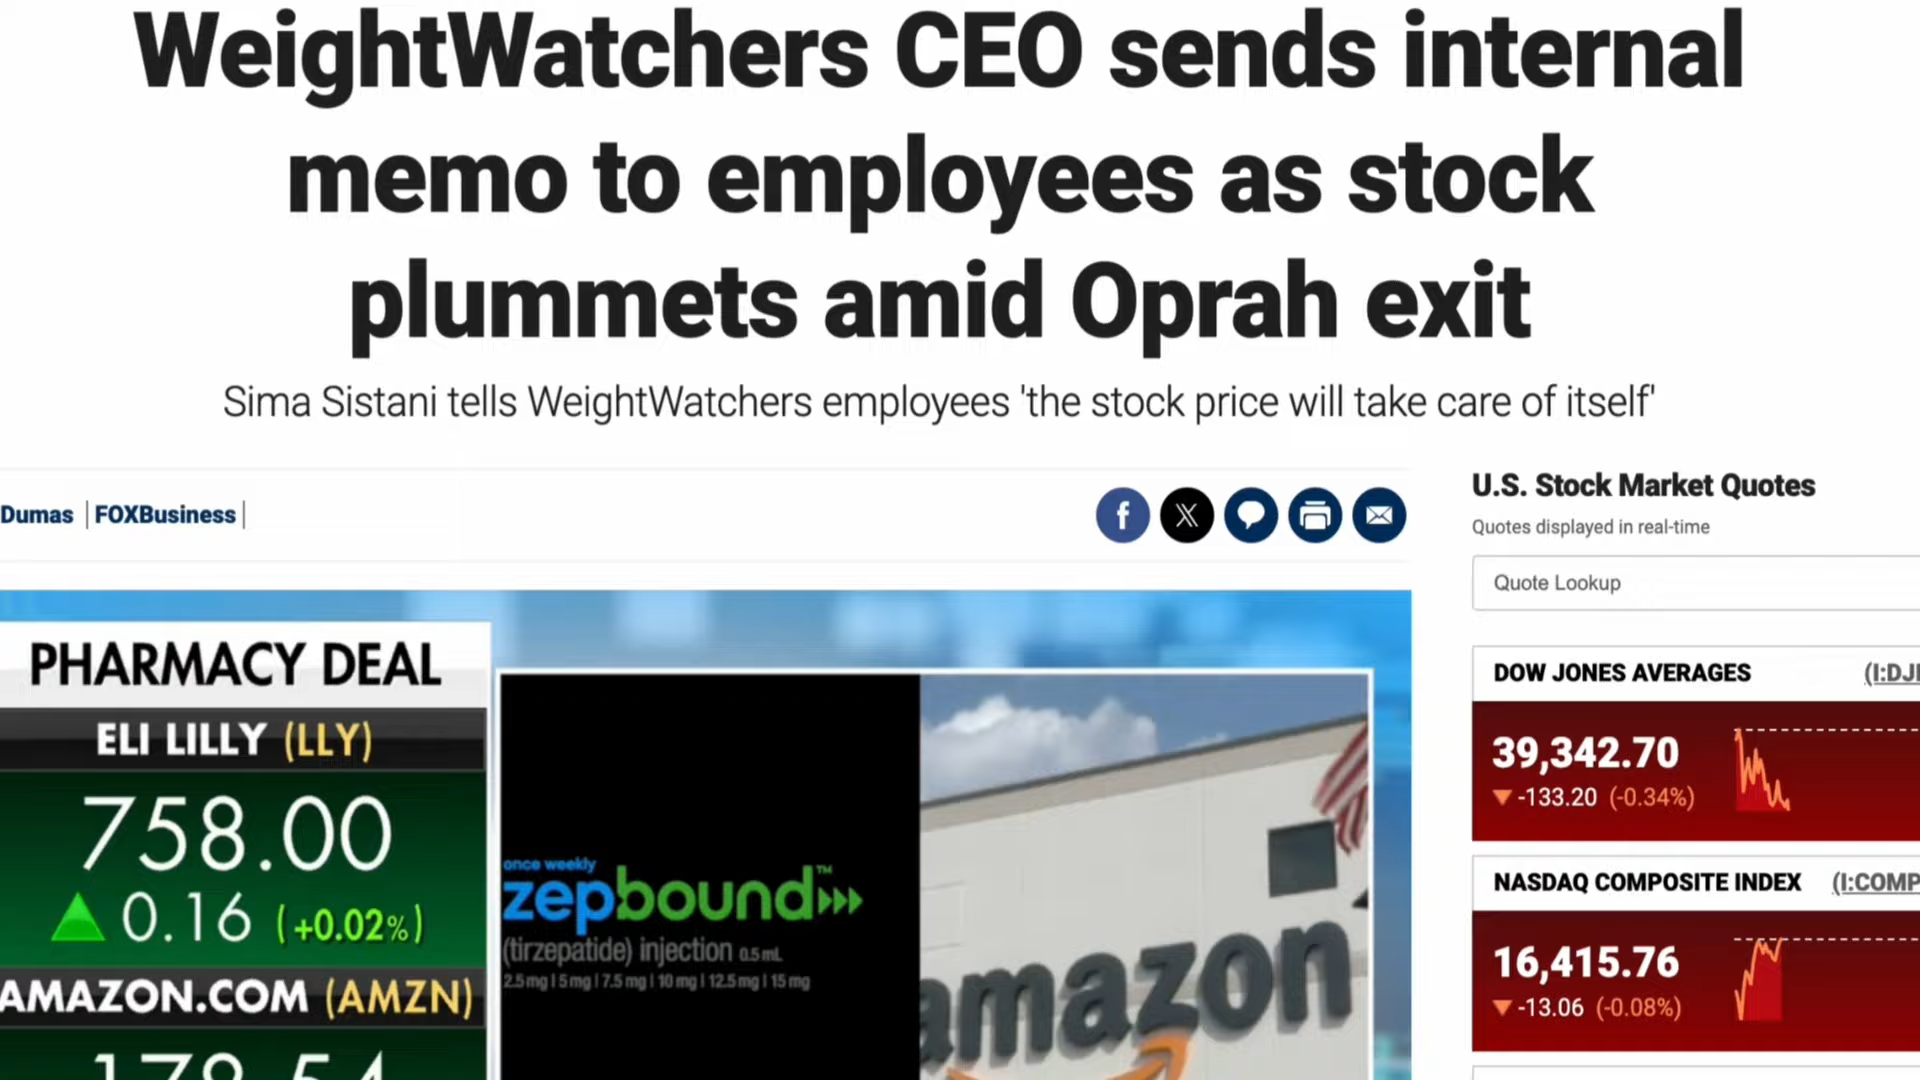 WeightWatchers CEO sends internal
memo to employees as stock
plummets amid Oprah exit
Sima Sistani tells WeightWatchers employees 'the stock price will take care of itself'
Dumas | FOXBusiness |
PHARMACY DEAL
ELI LILLY (LLY)
758.00
▲ 0.16 (+0.02%)
AMAZON.COM (AMZN)
178.54
once weekly
zepbound™
(tirzepatide) injection 0.5 mL
2.5 mg | 5 mg | 7.5 mg | 10 mg | 12.5 mg | 15 mg
amazon
U.S. Stock Market Quotes
Quotes displayed in real-time
Quote Lookup
DOW JONES AVERAGES (I:DJI
39,342.70
▼ -133.20 (-0.34%)
NASDAQ COMPOSITE INDEX (I:COMP
16,415.76
▼ -13.06 (-0.08%)